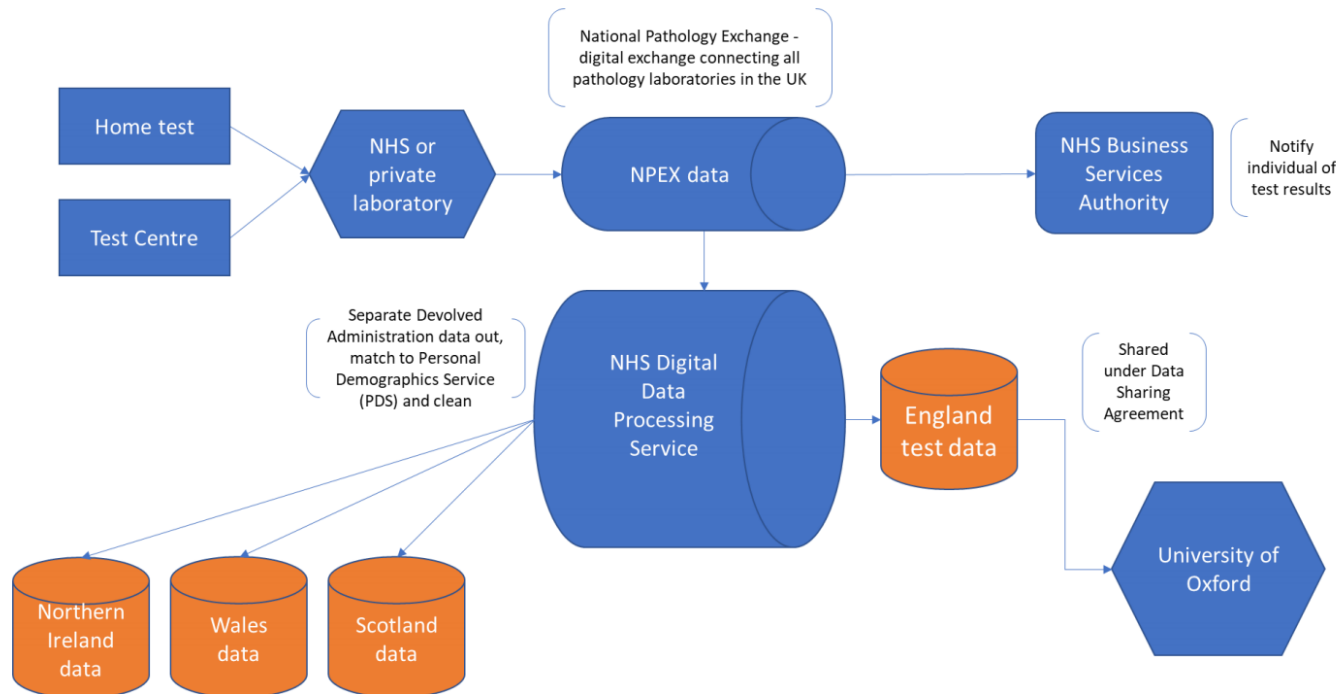 National Pathology Exchange -
digital exchange connecting all
pathology laboratories in the UK
Home test
Test Centre
NHS or
private
laboratory
NPEX data
NHS Business
Services
Authority
Notify
individual of
test results
Separate Devolved
Administration data out,
match to Personal
Demographics Service
(PDS) and clean
NHS Digital
Data
Processing
Service
England
test data
Shared
under Data
Sharing
Agreement
Northern
Ireland
data
Wales
data
Scotland
data
University of
Oxford